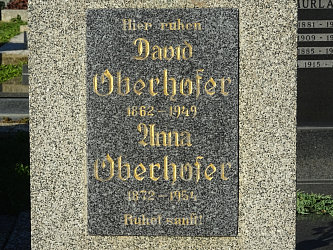 Hier ruhen
David
Oberhofer
1862-1949
Anna
Oberhofer
1872-1954
Ruhet sanft!